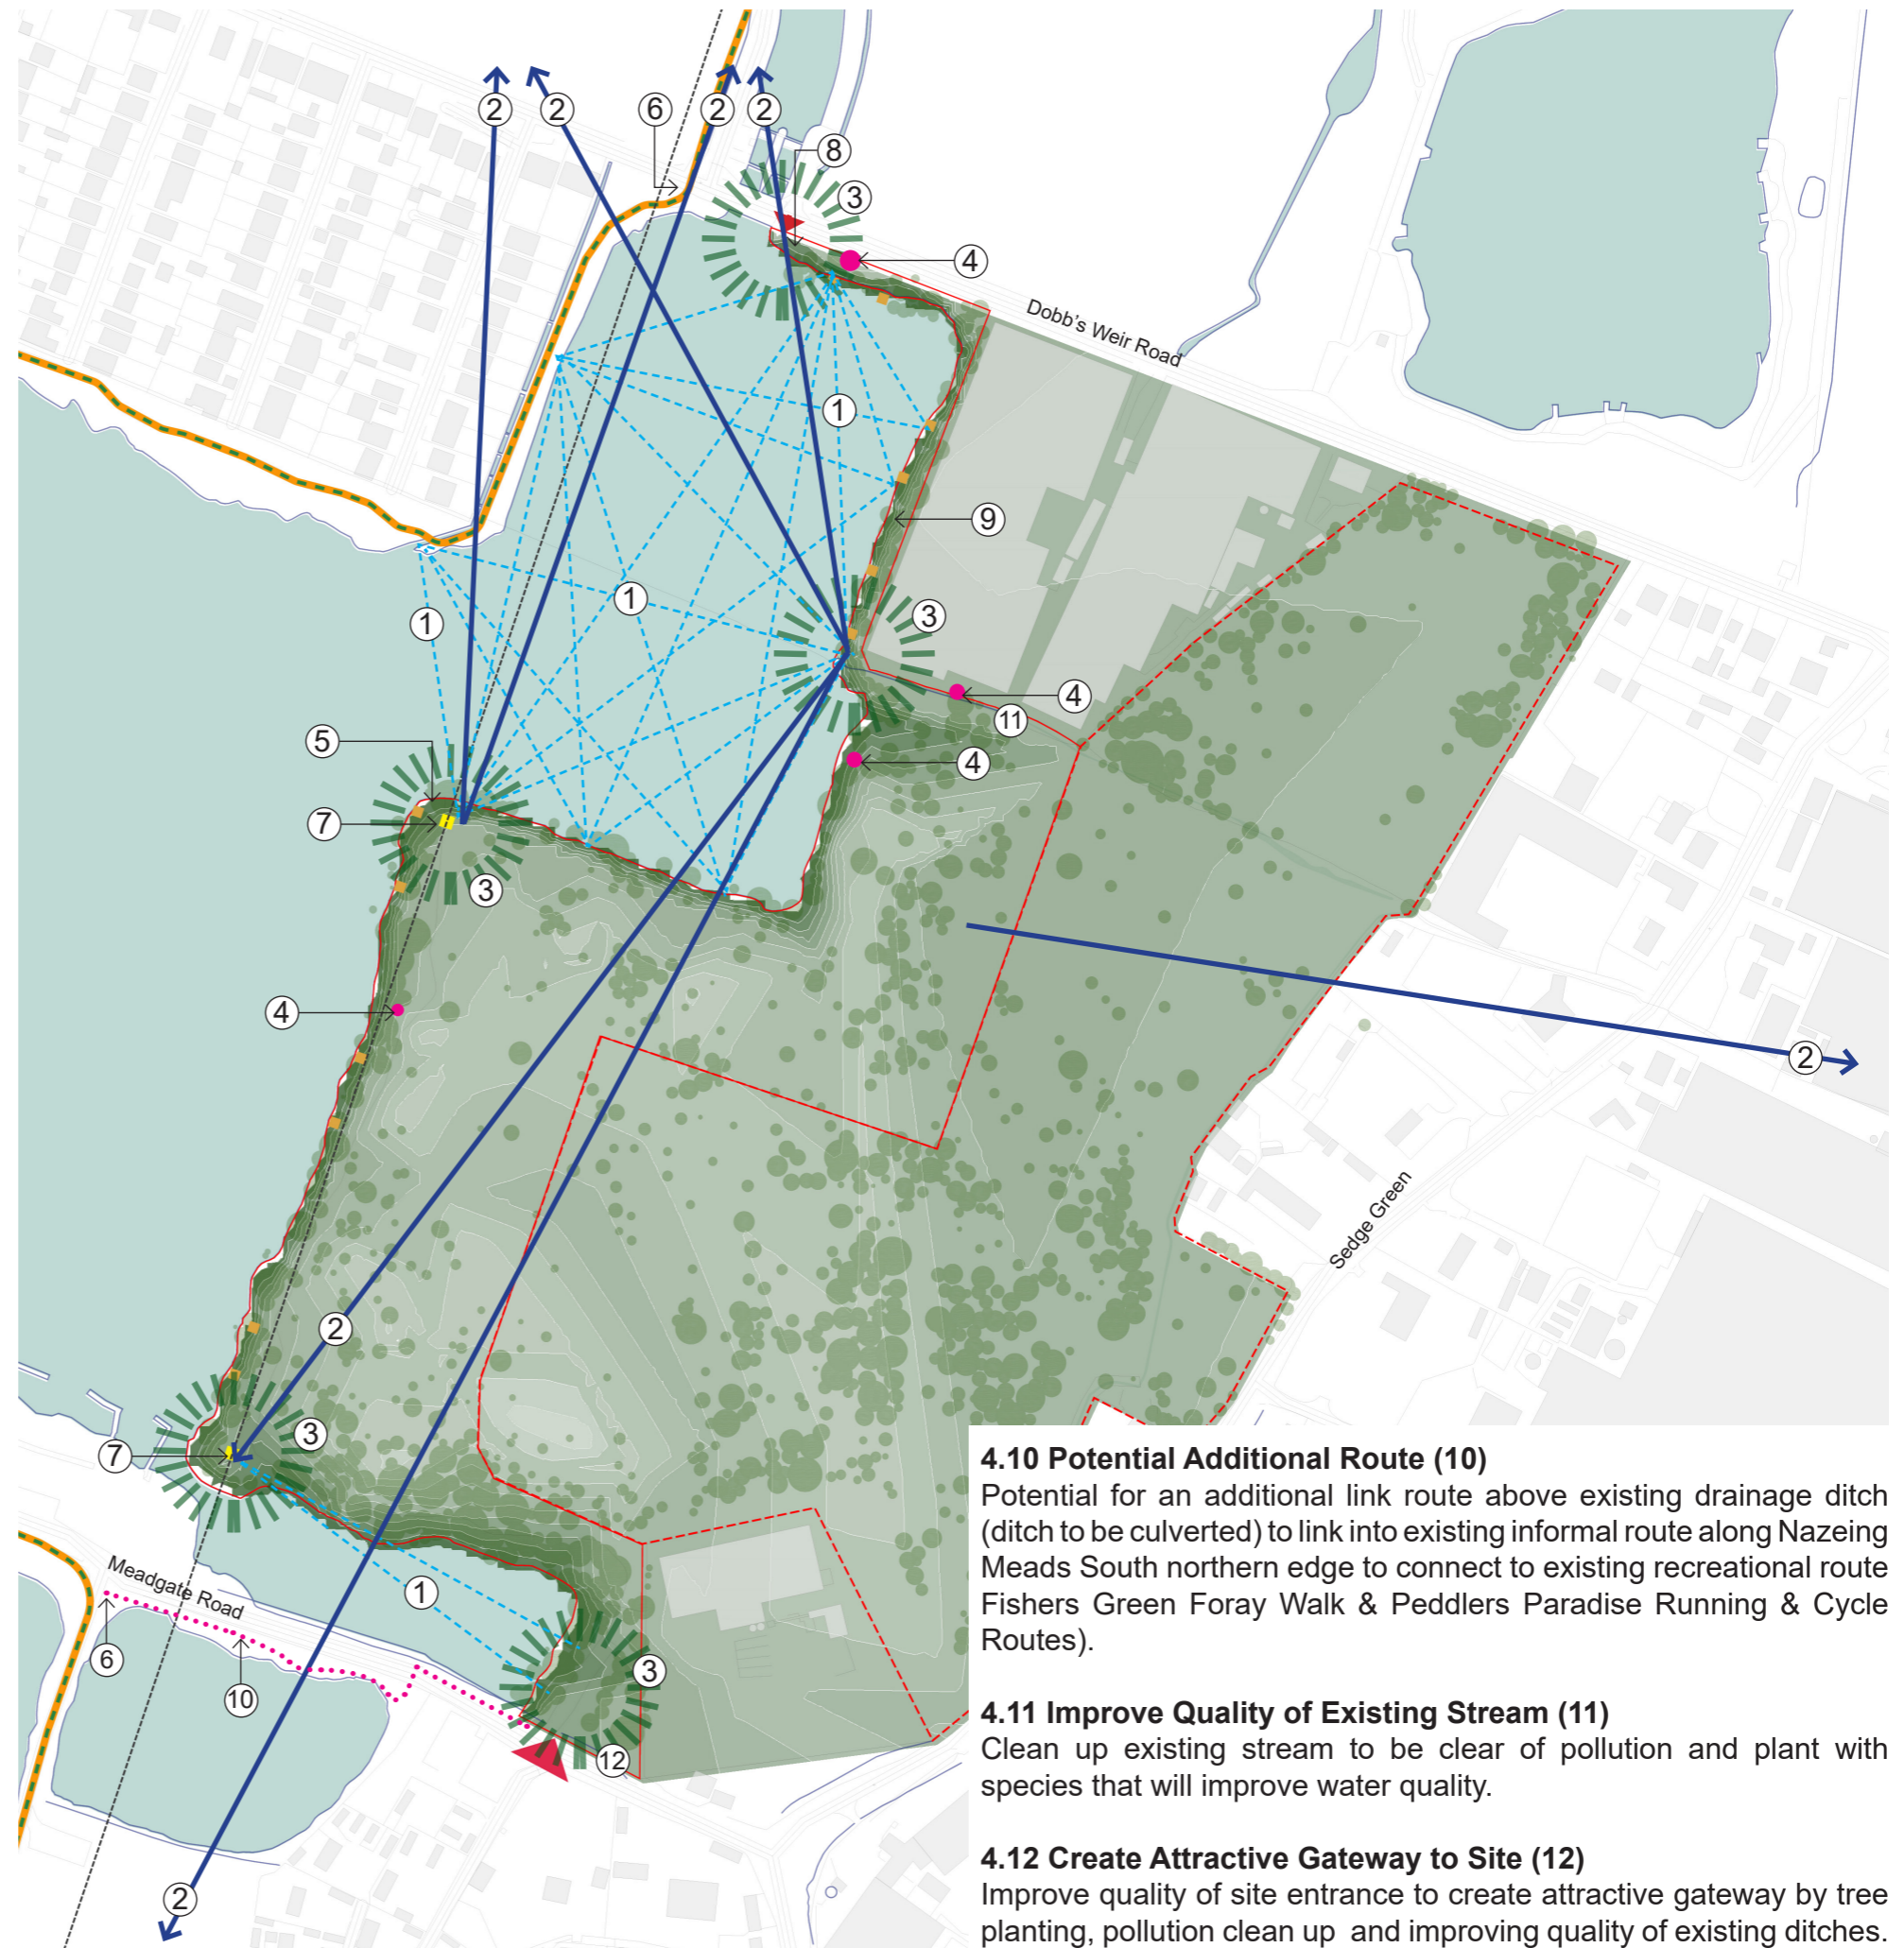 2
2
6
2
2
8
3
4
Dobb's Weir Road
1
9
1
1
3
4
11
5
4
7
3
4
2
Sedge Green
2
3
7
1
Meadgate Road
6
10
3
12
2
4.10 Potential Additional Route (10)
Potential for an additional link route above existing drainage ditch
(ditch to be culverted) to link into existing informal route along Nazeing
Meads South northern edge to connect to existing recreational route
Fishers Green Foray Walk & Peddlers Paradise Running & Cycle
Routes).
4.11 Improve Quality of Existing Stream (11)
Clean up existing stream to be clear of pollution and plant with
species that will improve water quality.
4.12 Create Attractive Gateway to Site (12)
Improve quality of site entrance to create attractive gateway by tree
planting, pollution clean up and improving quality of existing ditches.